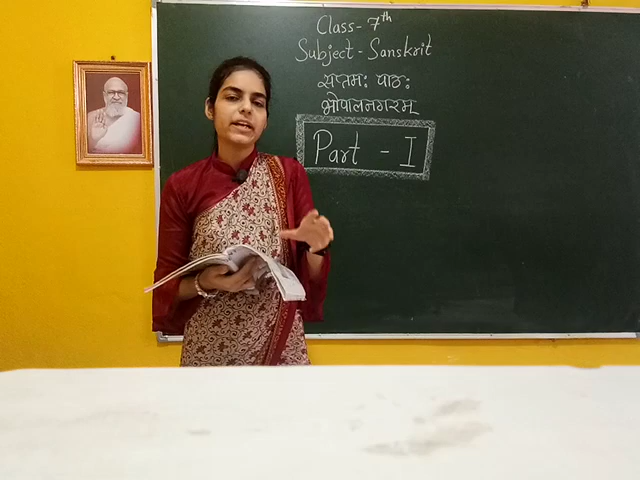 Class- 7th
Subject - Sanskrit
सप्तमः पाठः
भोपालनगरम्
Part - I